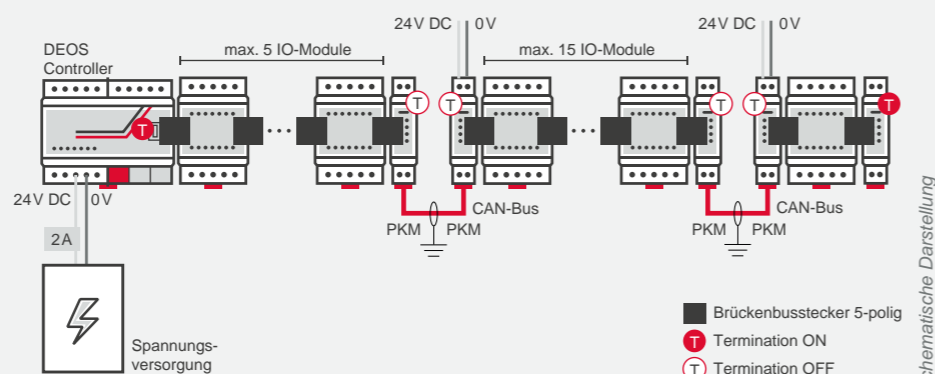 24V DC 0V
24V DC 0V
DEOS
Controller
max. 5 IO-Module
max. 15 IO-Module
T
T
T
T
T
T
24V DC 0V
2A
CAN-Bus
PKM PKM
CAN-Bus
PKM PKM
Spannungs-
versorgung
Brückenbusstecker 5-polig
T Termination ON
T Termination OFF
chematische Darstellung